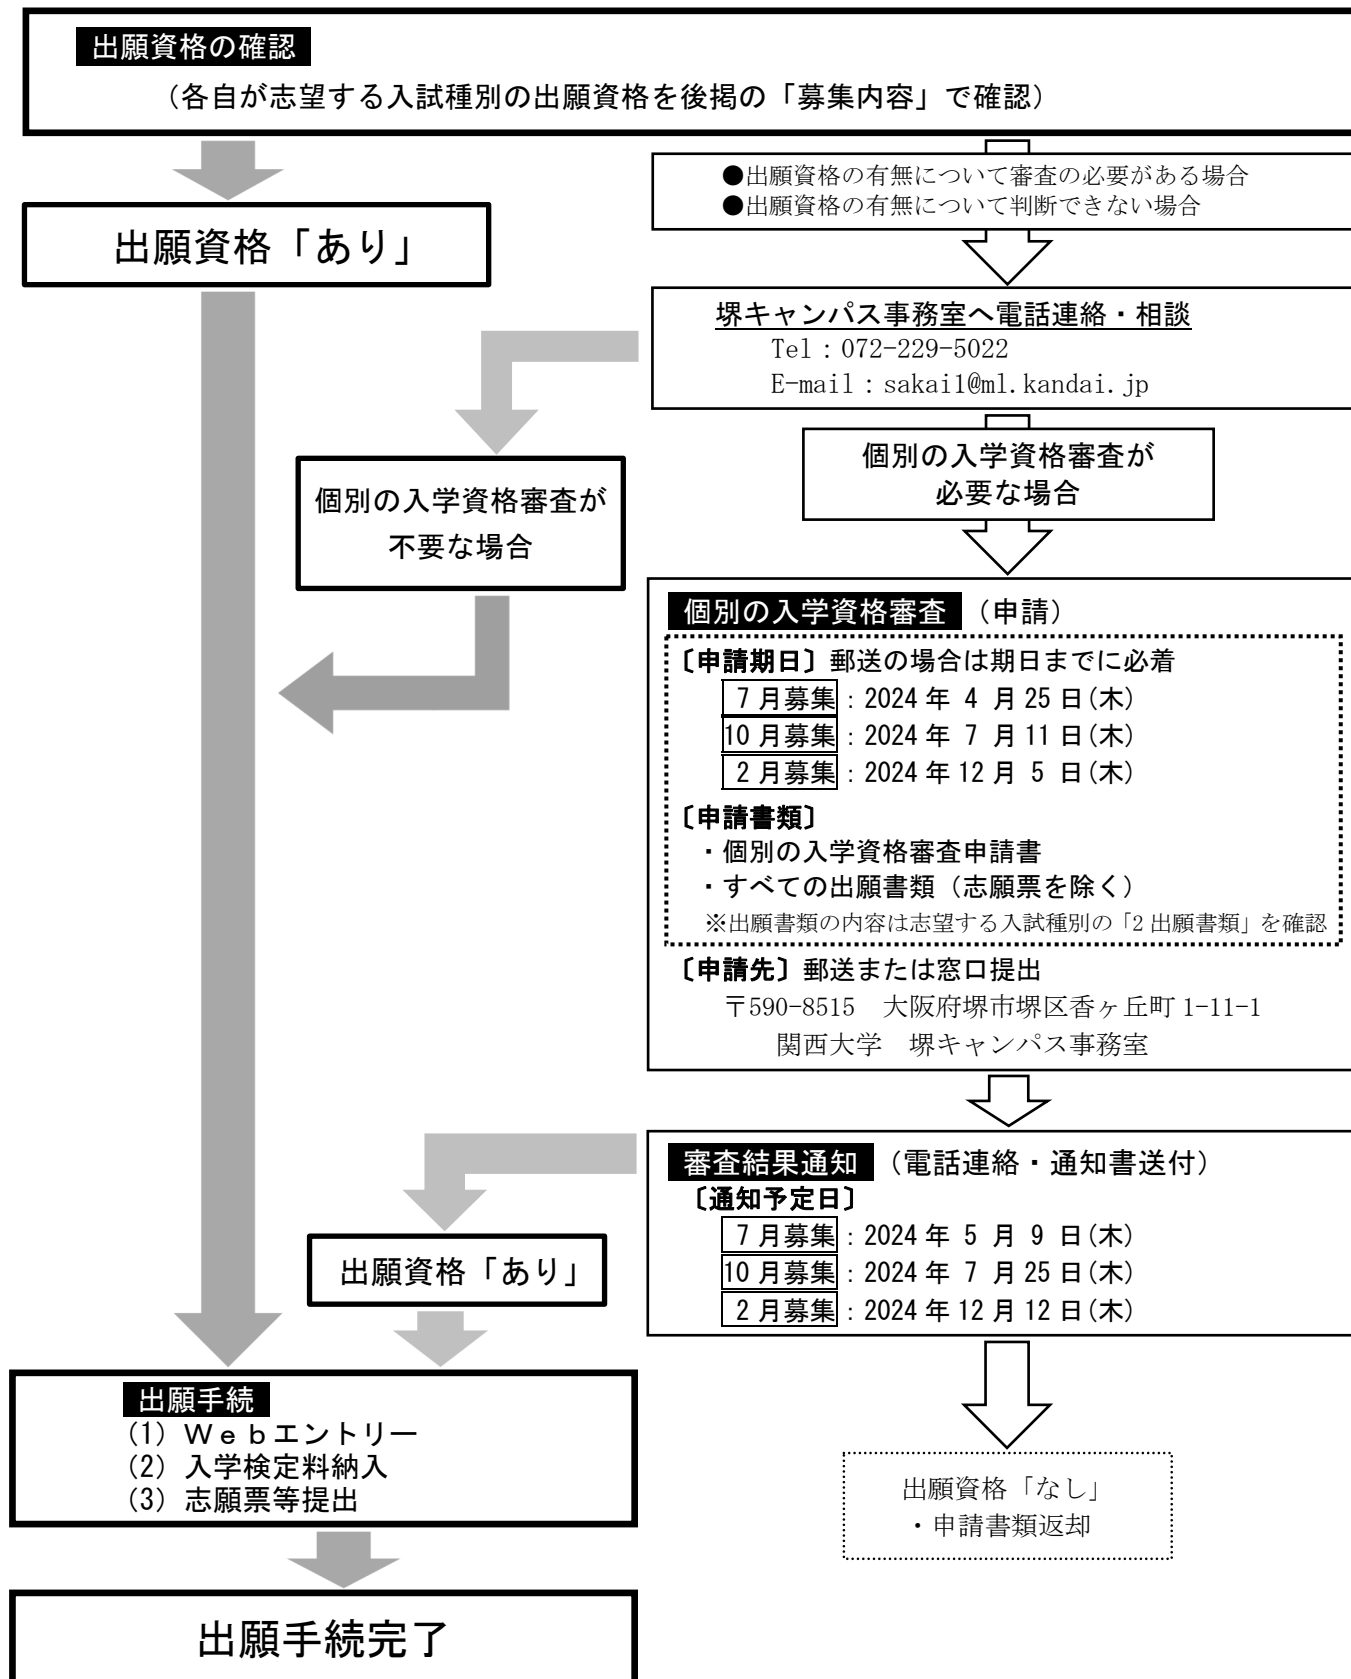 出願資格の確認
（各自が志望する入試種別の出願資格を後掲の「募集内容」で確認）
●出願資格の有無について審査の必要がある場合
●出願資格の有無について判断できない場合
出願資格「あり」
堺キャンパス事務室へ電話連絡・相談
Tel：072-229-5022
E-mail：sakai1@ml.kandai.jp
個別の入学資格審査が
必要な場合
個別の入学資格審査が
不要な場合
個別の入学資格審査 （申請）
〔申請期日〕郵送の場合は期日までに必着
7月募集：2024年 4 月25日(木)
10月募集：2024年 7 月11日(木)
2月募集：2024年12月 5 日(木)
〔申請書類〕
・個別の入学資格審査申請書
・すべての出願書類（志願票を除く）
※出願書類の内容は志望する入試種別の「2 出願書類」を確認
〔申請先〕郵送または窓口提出
〒590-8515　大阪府堺市堺区香ヶ丘町1-11-1
関西大学　堺キャンパス事務室
審査結果通知 （電話連絡・通知書送付）
〔通知予定日〕
7月募集：2024年 5 月 9 日(木)
10月募集：2024年 7 月25日(木)
2月募集：2024年12月12日(木)
出願資格「あり」
出願手続
(1) Ｗｅｂエントリー
(2) 入学検定料納入
(3) 志願票等提出
出願資格「なし」
・申請書類返却
出願手続完了